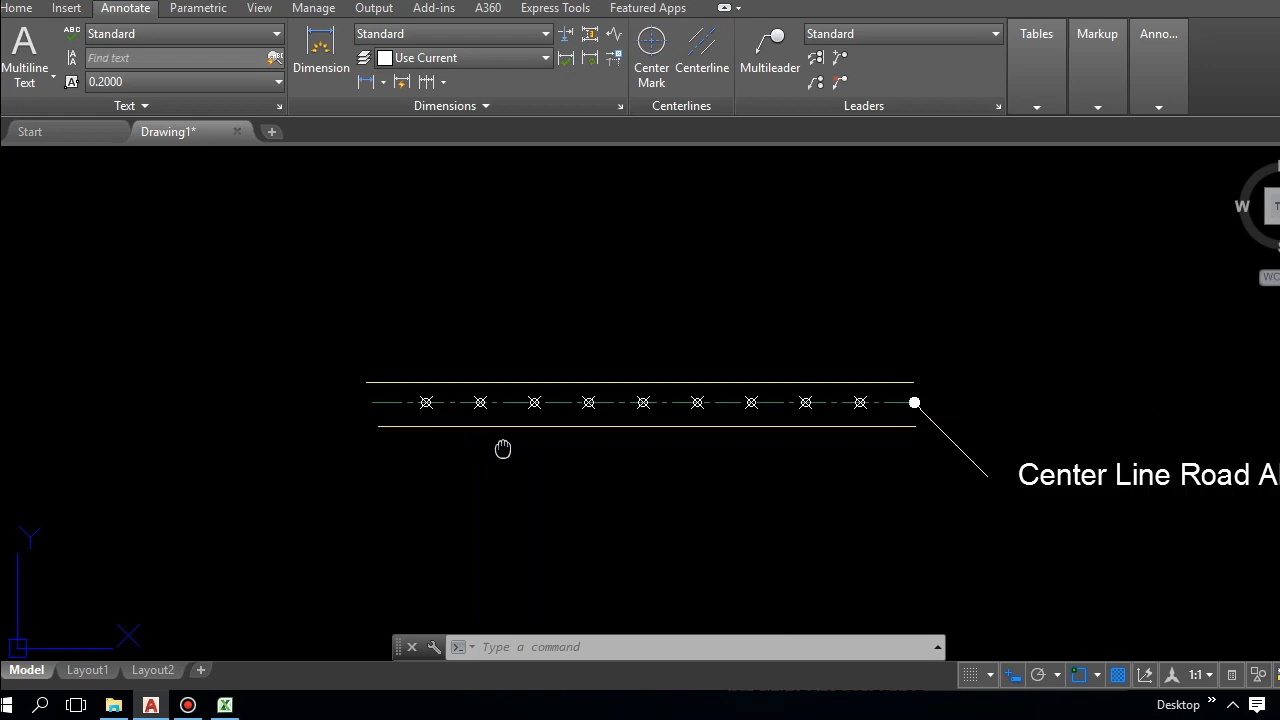 Home Insert Annotate Parametric View Manage Output Add-ins A360 Express Tools Featured Apps
A
Multiline
Text
ABC
Standard
Find text
ABC
A
0.2000
Text
Dimension
Standard
Use Current
Dimensions
Center
Mark
Centerline
Centerlines
Multileader
Standard
Leaders
Tables
Markup
Anno...
Start
Drawing1*
W
Center Line Road
Y
X
Type a command
Model Layout1 Layout2
1:1
A
Desktop